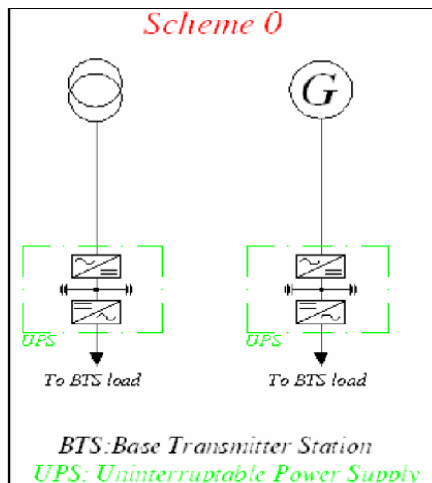 Scheme 0
G
UPS
UPS
To BTS load
To BTS load
BTS:Base Transmitter Station
UPS: Uninterruptable Power Supply